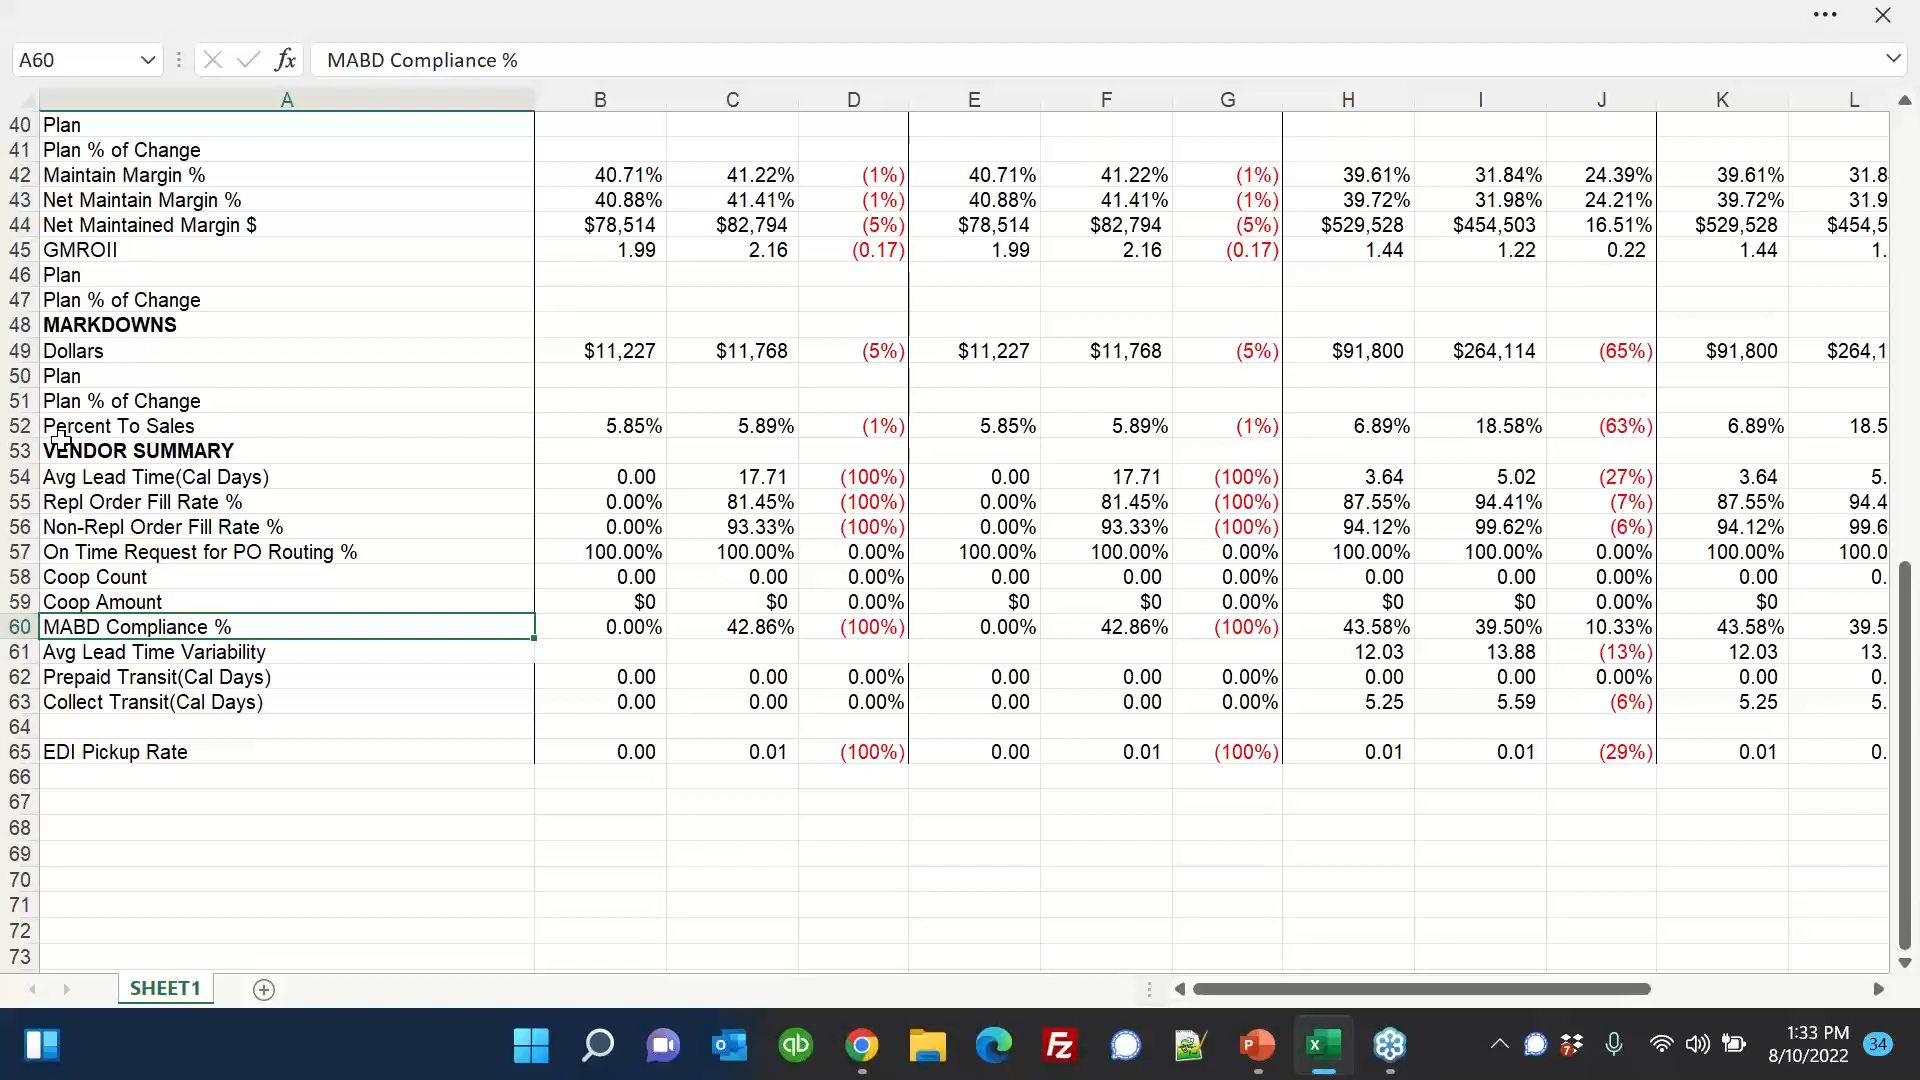 A60 fx MABD Compliance %
A B C D E F G H I J K L
40 Plan
41 Plan % of Change
42 Maintain Margin % 40.71% 41.22% (1%) 40.71% 41.22% (1%) 39.61% 31.84% 24.39% 39.61% 31.8
43 Net Maintain Margin % 40.88% 41.41% (1%) 40.88% 41.41% (1%) 39.72% 31.98% 24.21% 39.72% 31.9
44 Net Maintained Margin $ $78,514 $82,794 (5%) $78,514 $82,794 (5%) $529,528 $454,503 16.51% $529,528 $454,5
45 GMROII 1.99 2.16 (0.17) 1.99 2.16 (0.17) 1.44 1.22 0.22 1.44 1.
46 Plan
47 Plan % of Change
48 MARKDOWNS
49 Dollars $11,227 $11,768 (5%) $11,227 $11,768 (5%) $91,800 $264,114 (65%) $91,800 $264,1
50 Plan
51 Plan % of Change
52 Percent To Sales 5.85% 5.89% (1%) 5.85% 5.89% (1%) 6.89% 18.58% (63%) 6.89% 18.5
53 VENDOR SUMMARY
54 Avg Lead Time(Cal Days) 0.00 17.71 (100%) 0.00 17.71 (100%) 3.64 5.02 (27%) 3.64 5.
55 Repl Order Fill Rate % 0.00% 81.45% (100%) 0.00% 81.45% (100%) 87.55% 94.41% (7%) 87.55% 94.4
56 Non-Repl Order Fill Rate % 0.00% 93.33% (100%) 0.00% 93.33% (100%) 94.12% 99.62% (6%) 94.12% 99.6
57 On Time Request for PO Routing % 100.00% 100.00% 0.00% 100.00% 100.00% 0.00% 100.00% 100.00% 0.00% 100.00% 100.0
58 Coop Count 0.00 0.00 0.00% 0.00 0.00 0.00% 0.00 0.00 0.00% 0.00 0.
59 Coop Amount $0 $0 0.00% $0 $0 0.00% $0 $0 0.00% $0
60 MABD Compliance % 0.00% 42.86% (100%) 0.00% 42.86% (100%) 43.58% 39.50% 10.33% 43.58% 39.5
61 Avg Lead Time Variability 12.03 13.88 (13%) 12.03 13.
62 Prepaid Transit(Cal Days) 0.00 0.00 0.00% 0.00 0.00 0.00% 0.00 0.00 0.00% 0.00 0.
63 Collect Transit(Cal Days) 0.00 0.00 0.00% 0.00 0.00 0.00% 5.25 5.59 (6%) 5.25 5.
64
65 EDI Pickup Rate 0.00 0.01 (100%) 0.00 0.01 (100%) 0.01 0.01 (29%) 0.01 0.
66
67
68
69
70
71
72
73
SHEET1
1:33 PM
8/10/2022 34